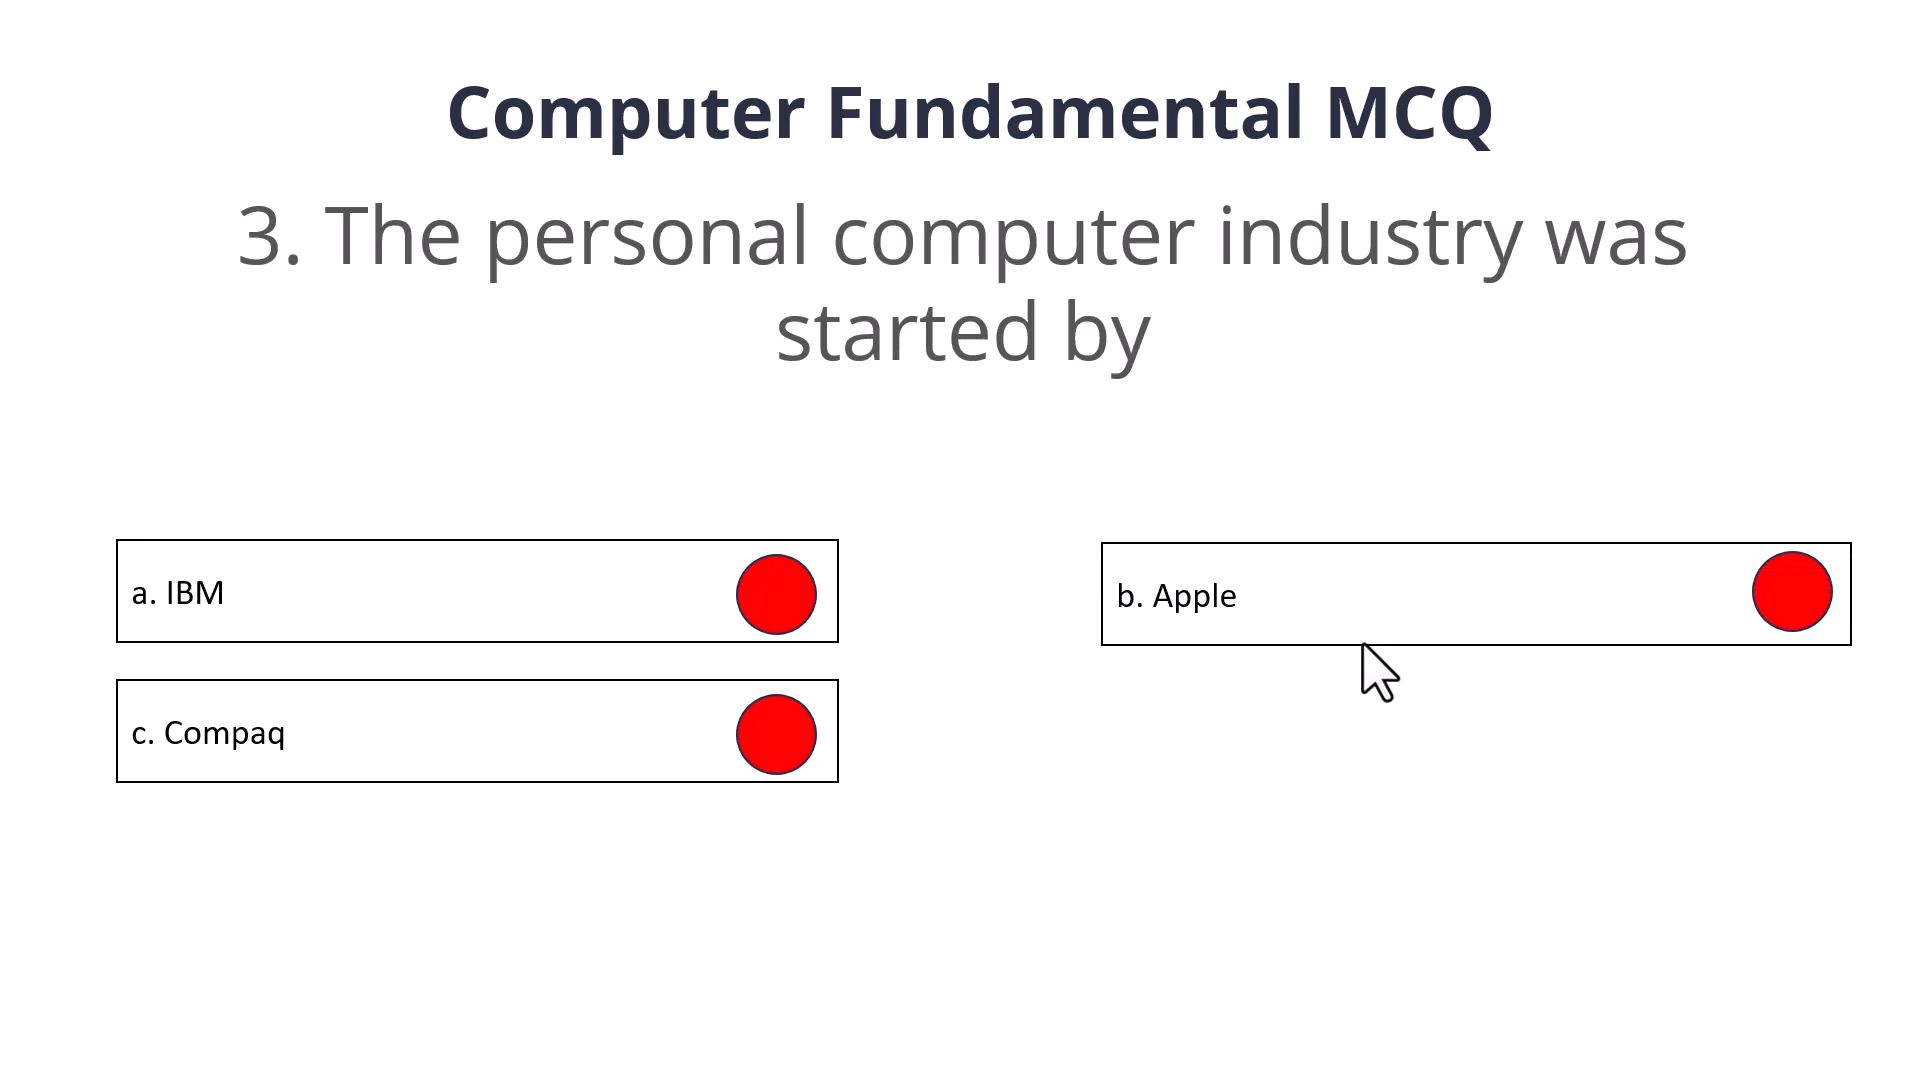 Computer Fundamental MCQ
3. The personal computer industry was
started by
a. IBM
b. Apple
c. Compaq